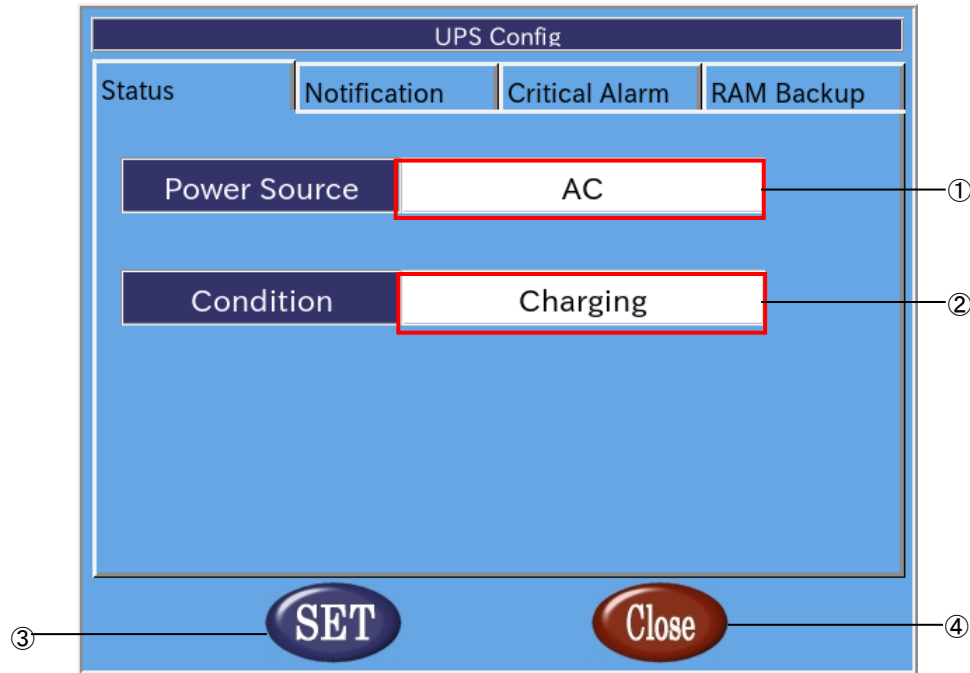 UPS Config
Status Notification Critical Alarm RAM Backup
Power Source AC ①
Condition Charging ②
③ SET Close ④